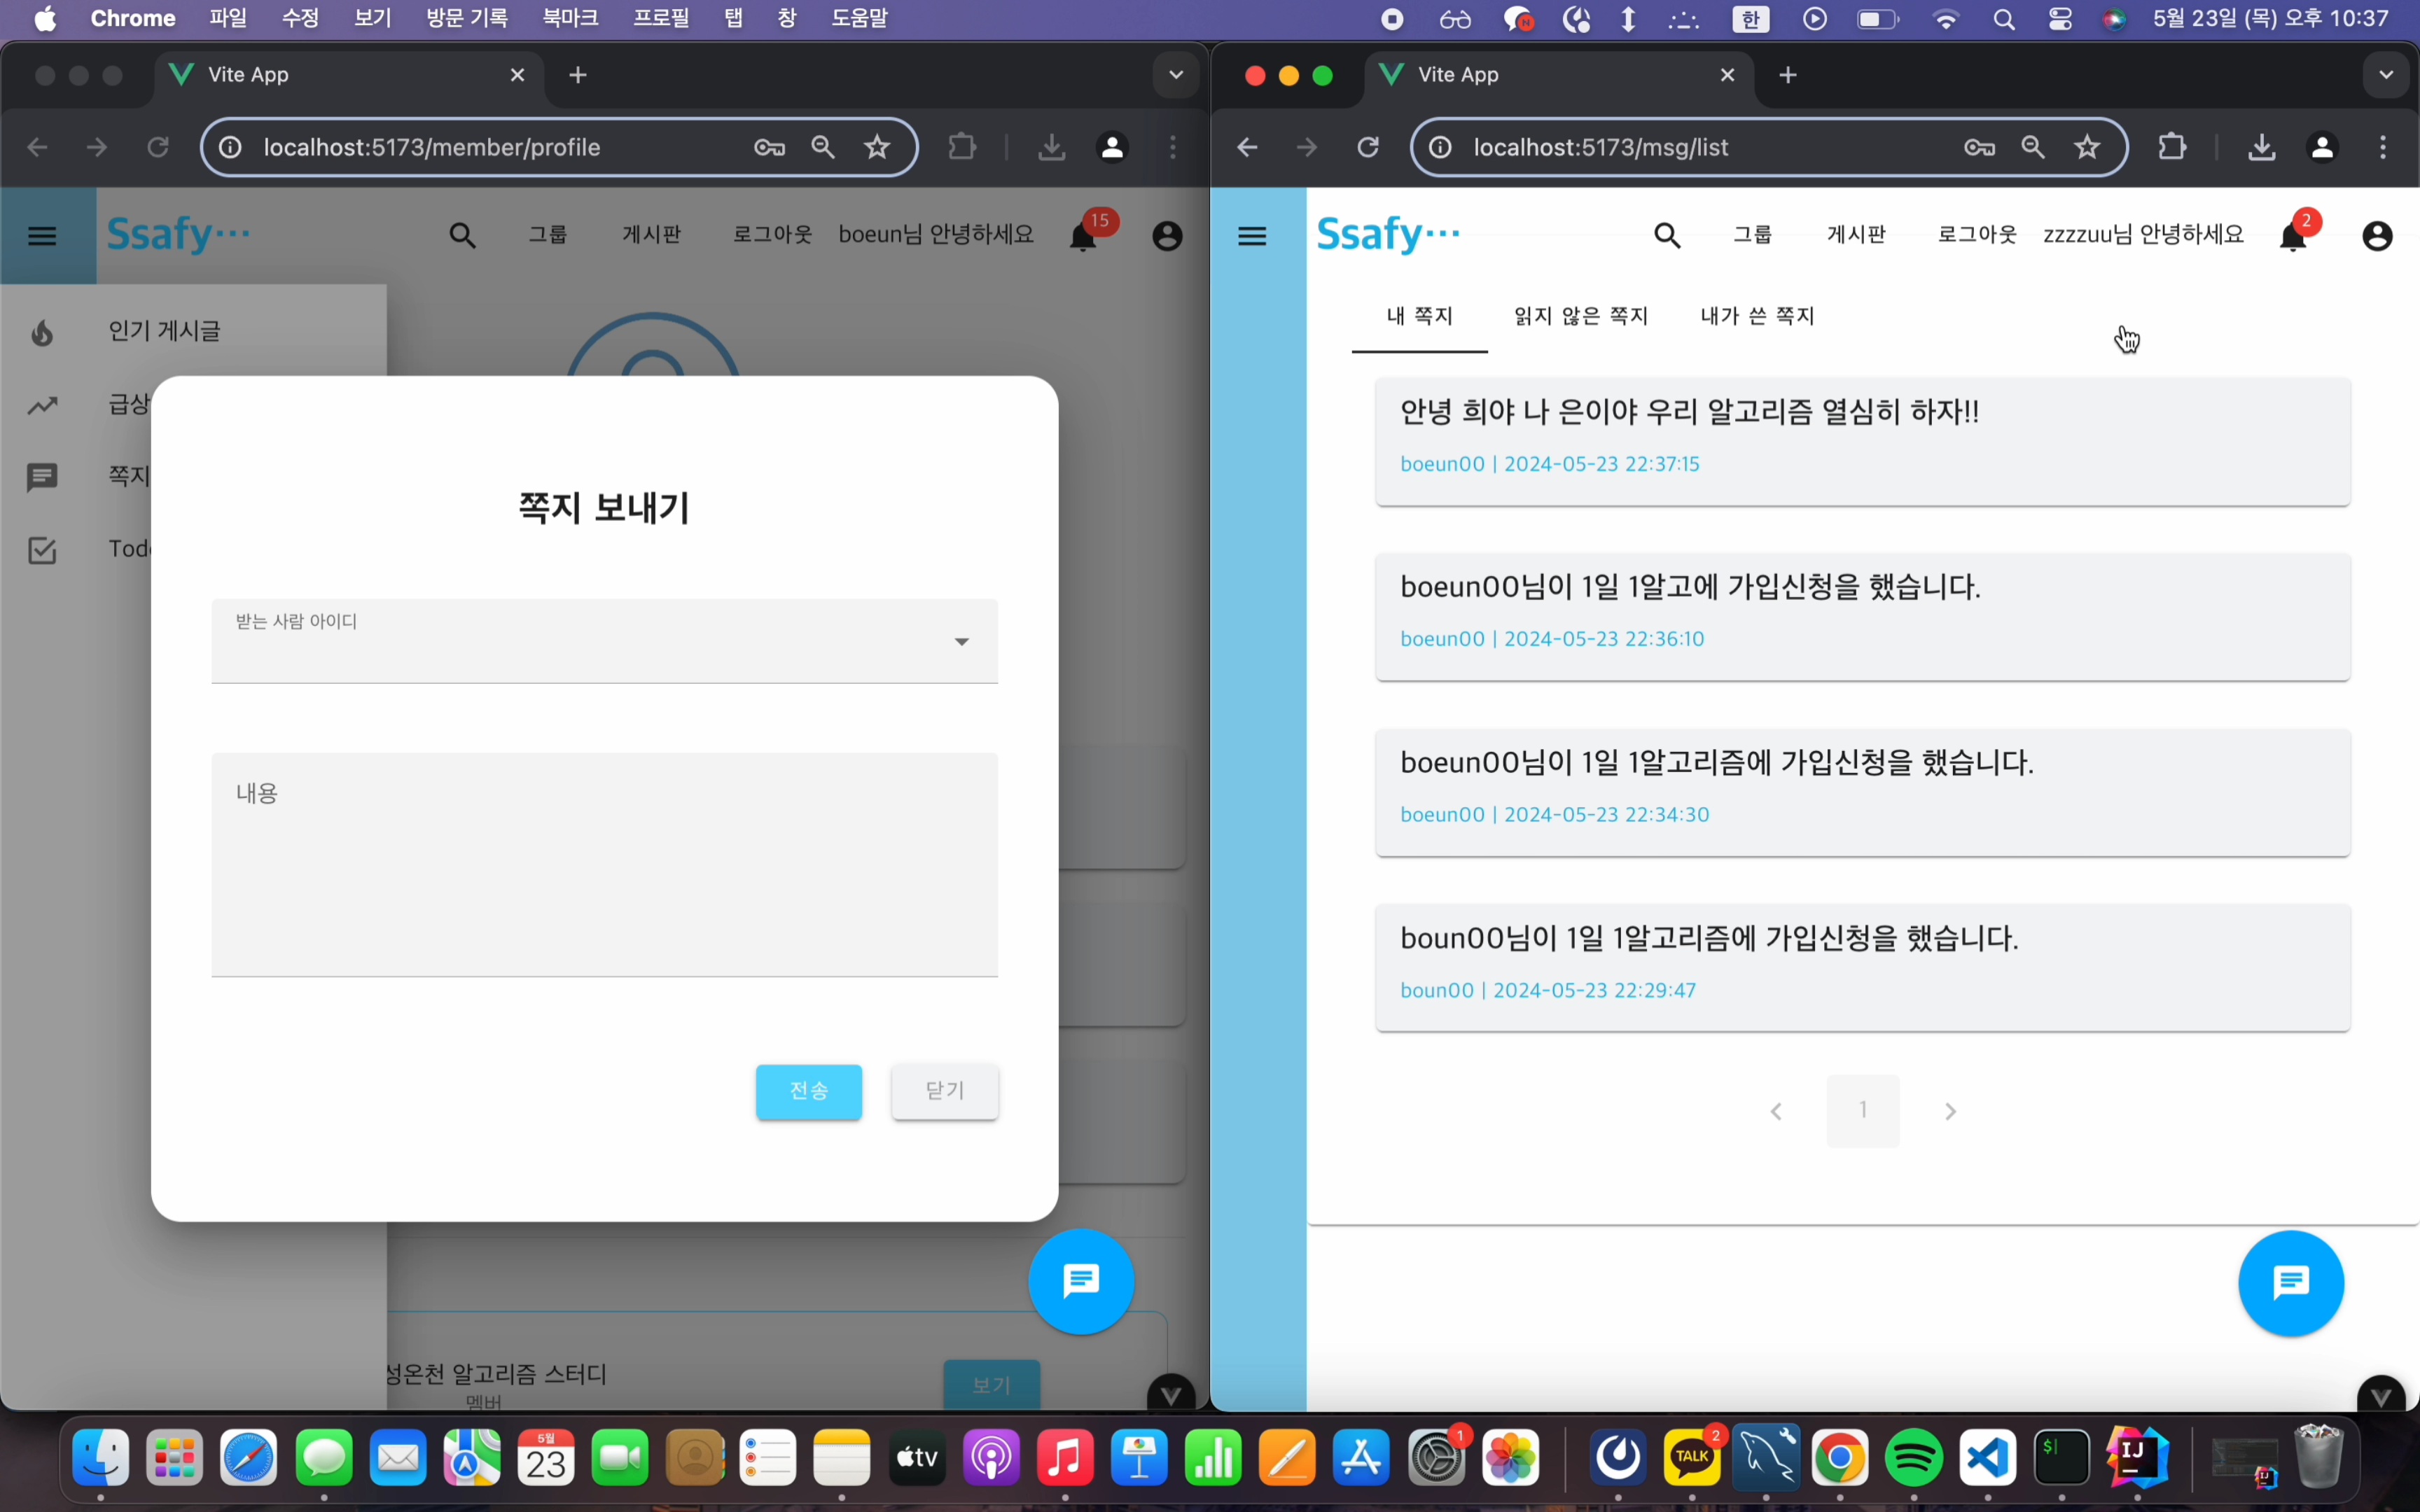 Chrome 파일 수정 보기 방문 기록 북마크 프로필 탭 창 도움말 한 5월 23일 (목) 오후 10:37
Vite App
localhost:5173/member/profile
Ssafy… 그룹 게시판 로그아웃 boeun님 안녕하세요 15
인기 게시글
급상
쪽지
Tod
쪽지 보내기
받는 사람 아이디
내용
전송 닫기
성온천 알고리즘 스터디
멤버
보기
Vite App
localhost:5173/msg/list
Ssafy… 그룹 게시판 로그아웃 zzzzuu님 안녕하세요 2
내 쪽지 읽지 않은 쪽지 내가 쓴 쪽지
안녕 희야 나 은이야 우리 알고리즘 열심히 하자!!
boeun00 | 2024-05-23 22:37:15
boeun00님이 1일 1알고에 가입신청을 했습니다.
boeun00 | 2024-05-23 22:36:10
boeun00님이 1일 1알고리즘에 가입신청을 했습니다.
boeun00 | 2024-05-23 22:34:30
boun00님이 1일 1알고리즘에 가입신청을 했습니다.
boun00 | 2024-05-23 22:29:47
1
5월
23
tv
1
TALK
2
$
IJ